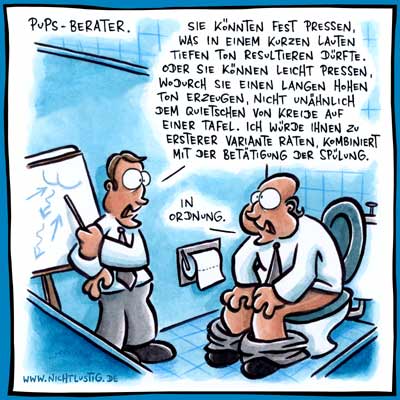 PUPS-BERATER.
SIE KÖNNTEN FEST PRESSEN,
WAS IN EINEM KURZEN LAUTEN
TIEFEN TON RESULTIEREN DÜRFTE.
ODER SIE KÖNNEN LEICHT PRESSEN,
WODURCH SIE EINEN LANGEN HOHEN
TON ERZEUGEN, NICHT UNÄHNLICH
DEM QUIETSCHEN VON KREIDE AUF
EINER TAFEL. ICH WÜRDE IHNEN ZU
ERSTERER VARIANTE RATEN, KOMBINIERT
MIT DER BETÄTIGUNG DER SPÜLUNG.
IN
ORDNUNG.
WWW.NICHTLUSTIG.DE